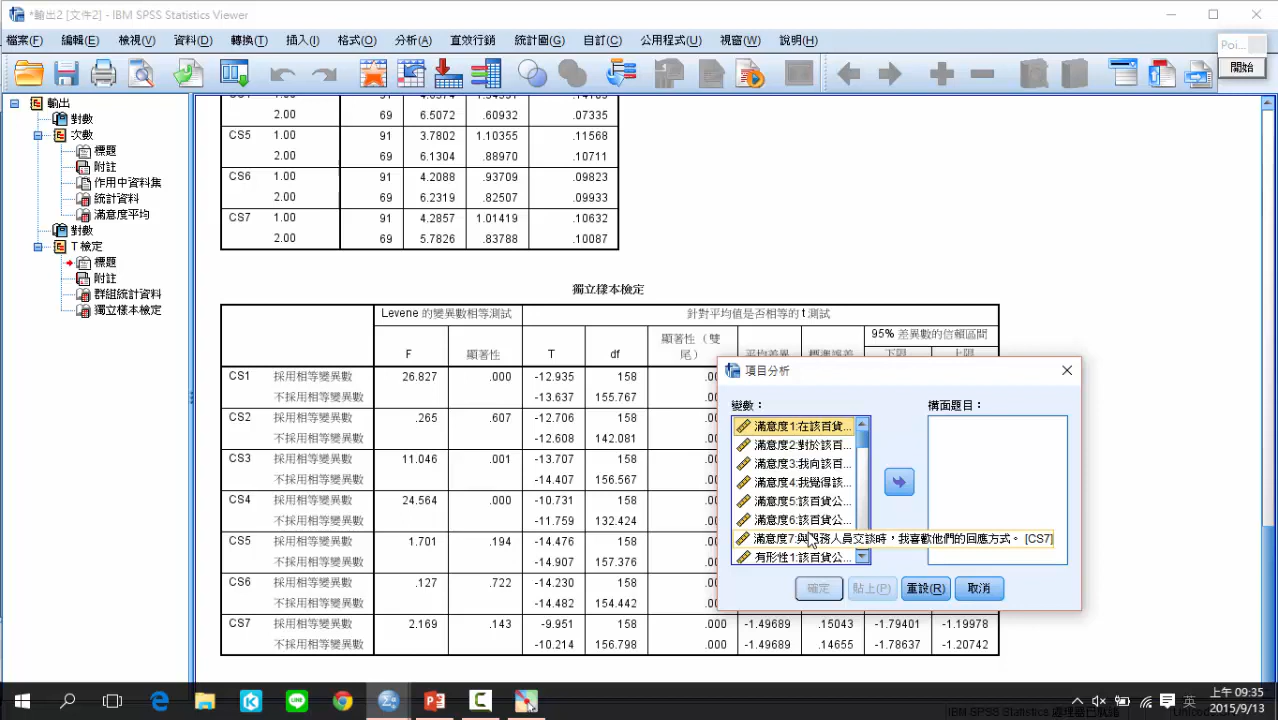 *輸出2 [文件2] - IBM SPSS Statistics Viewer
檔案(F) 編輯(E) 檢視(V) 資料(D) 轉換(T) 插入(I) 格式(O) 分析(A) 直效行銷 統計圖(G) 自訂(C) 公用程式(U) 視窗(W) 說明(H)
Poi...
開始
輸出
對數
次數
標題
附註
作用中資料集
統計資料
滿意度平均
對數
T 檢定
標題
附註
群組統計資料
獨立樣本檢定
2.00 69 6.5072 .60932 .07335
CS5 1.00 91 3.7802 1.10355 .11568
2.00 69 6.1304 .88970 .10711
CS6 1.00 91 4.2088 .93709 .09823
2.00 69 6.2319 .82507 .09933
CS7 1.00 91 4.2857 1.01419 .10632
2.00 69 5.7826 .83788 .10087
獨立樣本檢定
Levene 的變異數相等測試 針對平均值是否相等的 t 測試
F 顯著性 T df 顯著性（雙尾） 平均差異 標準誤差 95% 差異數的信賴區間
下限 上限
CS1 採用相等變異數 26.827 .000 -12.935 158
不採用相等變異數 -13.637 155.767
CS2 採用相等變異數 .265 .607 -12.706 158
不採用相等變異數 -12.608 142.081
CS3 採用相等變異數 11.046 .001 -13.707 158
不採用相等變異數 -14.407 156.567
CS4 採用相等變異數 24.564 .000 -10.731 158
不採用相等變異數 -11.759 132.424
CS5 採用相等變異數 1.701 .194 -14.476 158
不採用相等變異數 -14.907 157.376
CS6 採用相等變異數 .127 .722 -14.230 158
不採用相等變異數 -14.482 154.442
CS7 採用相等變異數 2.169 .143 -9.951 158 .000 -1.49689 .15043 -1.79401 -1.19978
不採用相等變異數 -10.214 156.798 .000 -1.49689 .14655 -1.78637 -1.20742
項目分析
變數：
構面題目：
滿意度1:在該百貨...
滿意度2:對於該百...
滿意度3:我向該百...
滿意度4:我覺得該...
滿意度5:該百貨公...
滿意度6:該百貨公...
滿意度7:與服務人員交談時，我喜歡他們的回應方式。 [CS7]
有形性1:該百貨公...
確定 貼上(P) 重設(R) 取消
英
上午 09:35
2015/9/13